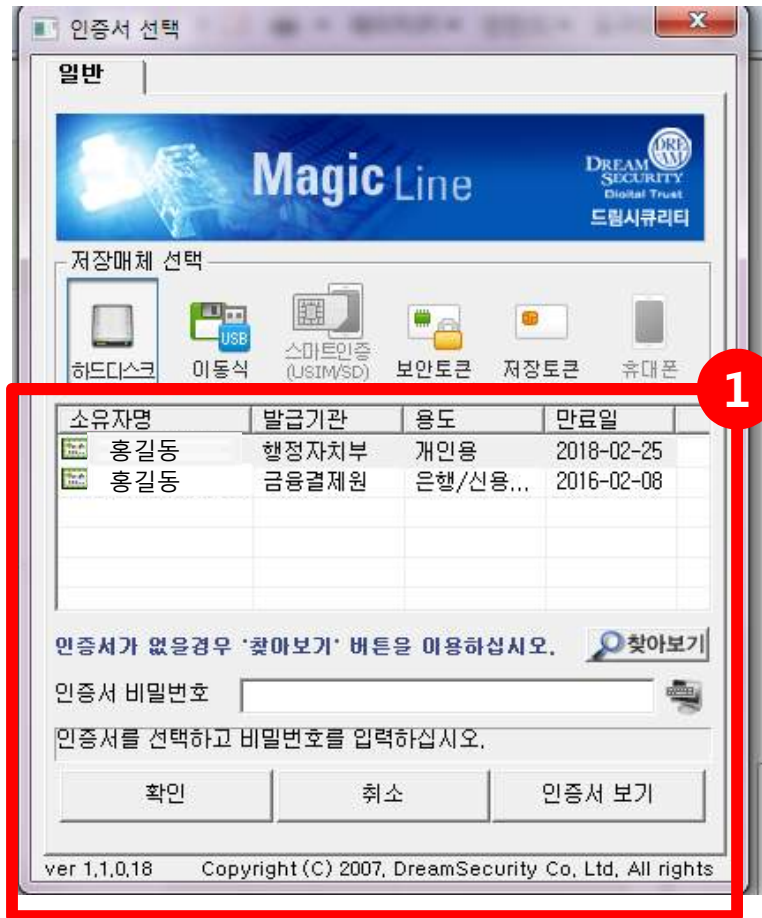 인증서 선택
일반
Magic Line
DREAM
SECURITY
Digital Trust
드림시큐리티
저장매체 선택
하드디스크 이동식 스마트인증 (USIM/SD) 보안토큰 저장토큰 휴대폰
1
소유자명 발급기관 용도 만료일
홍길동 행정자치부 개인용 2018-02-25
홍길동 금융결제원 은행/신용... 2016-02-08
인증서가 없을경우 '찾아보기' 버튼을 이용하십시오. 찾아보기
인증서 비밀번호
인증서를 선택하고 비밀번호를 입력하십시오.
확인 취소 인증서 보기
ver 1,1,0,18 Copyright (C) 2007, DreamSecurity Co, Ltd, All rights